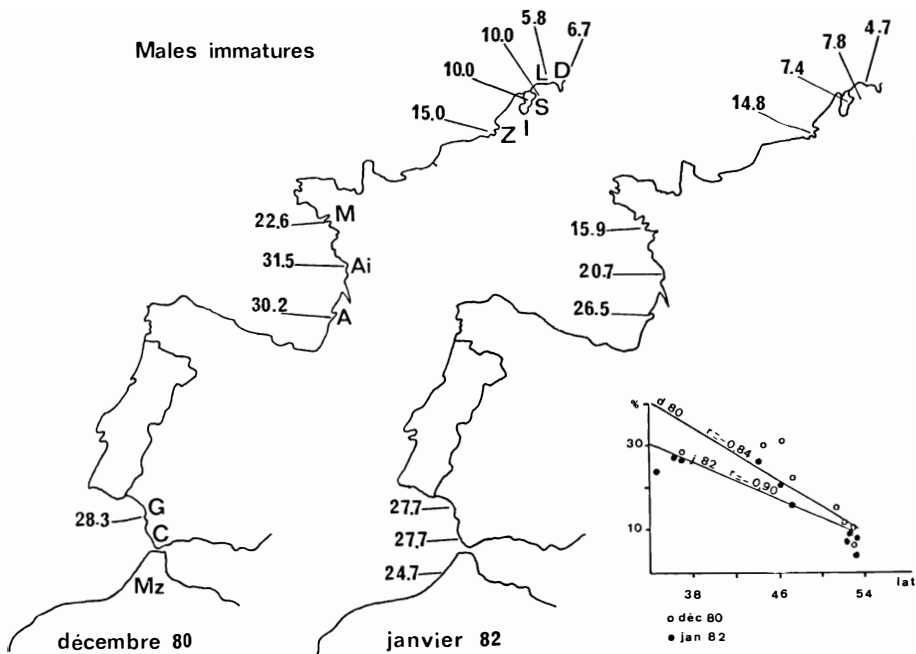 Males immatures
5.8
10.0
6.7
10.0
L D
S
15.0
Z I
M
22.6
31.5
Ai
30.2
A
G
28.3
C
Mz
décembre 80
4.7
7.8
7.4
14.8
15.9
20.7
26.5
27.7
27.7
24.7
janvier 82
%
d 80
r=-0.84
30
j 82 r=-0.90
10
38 46 54 lat
○ déc 80
● jan 82